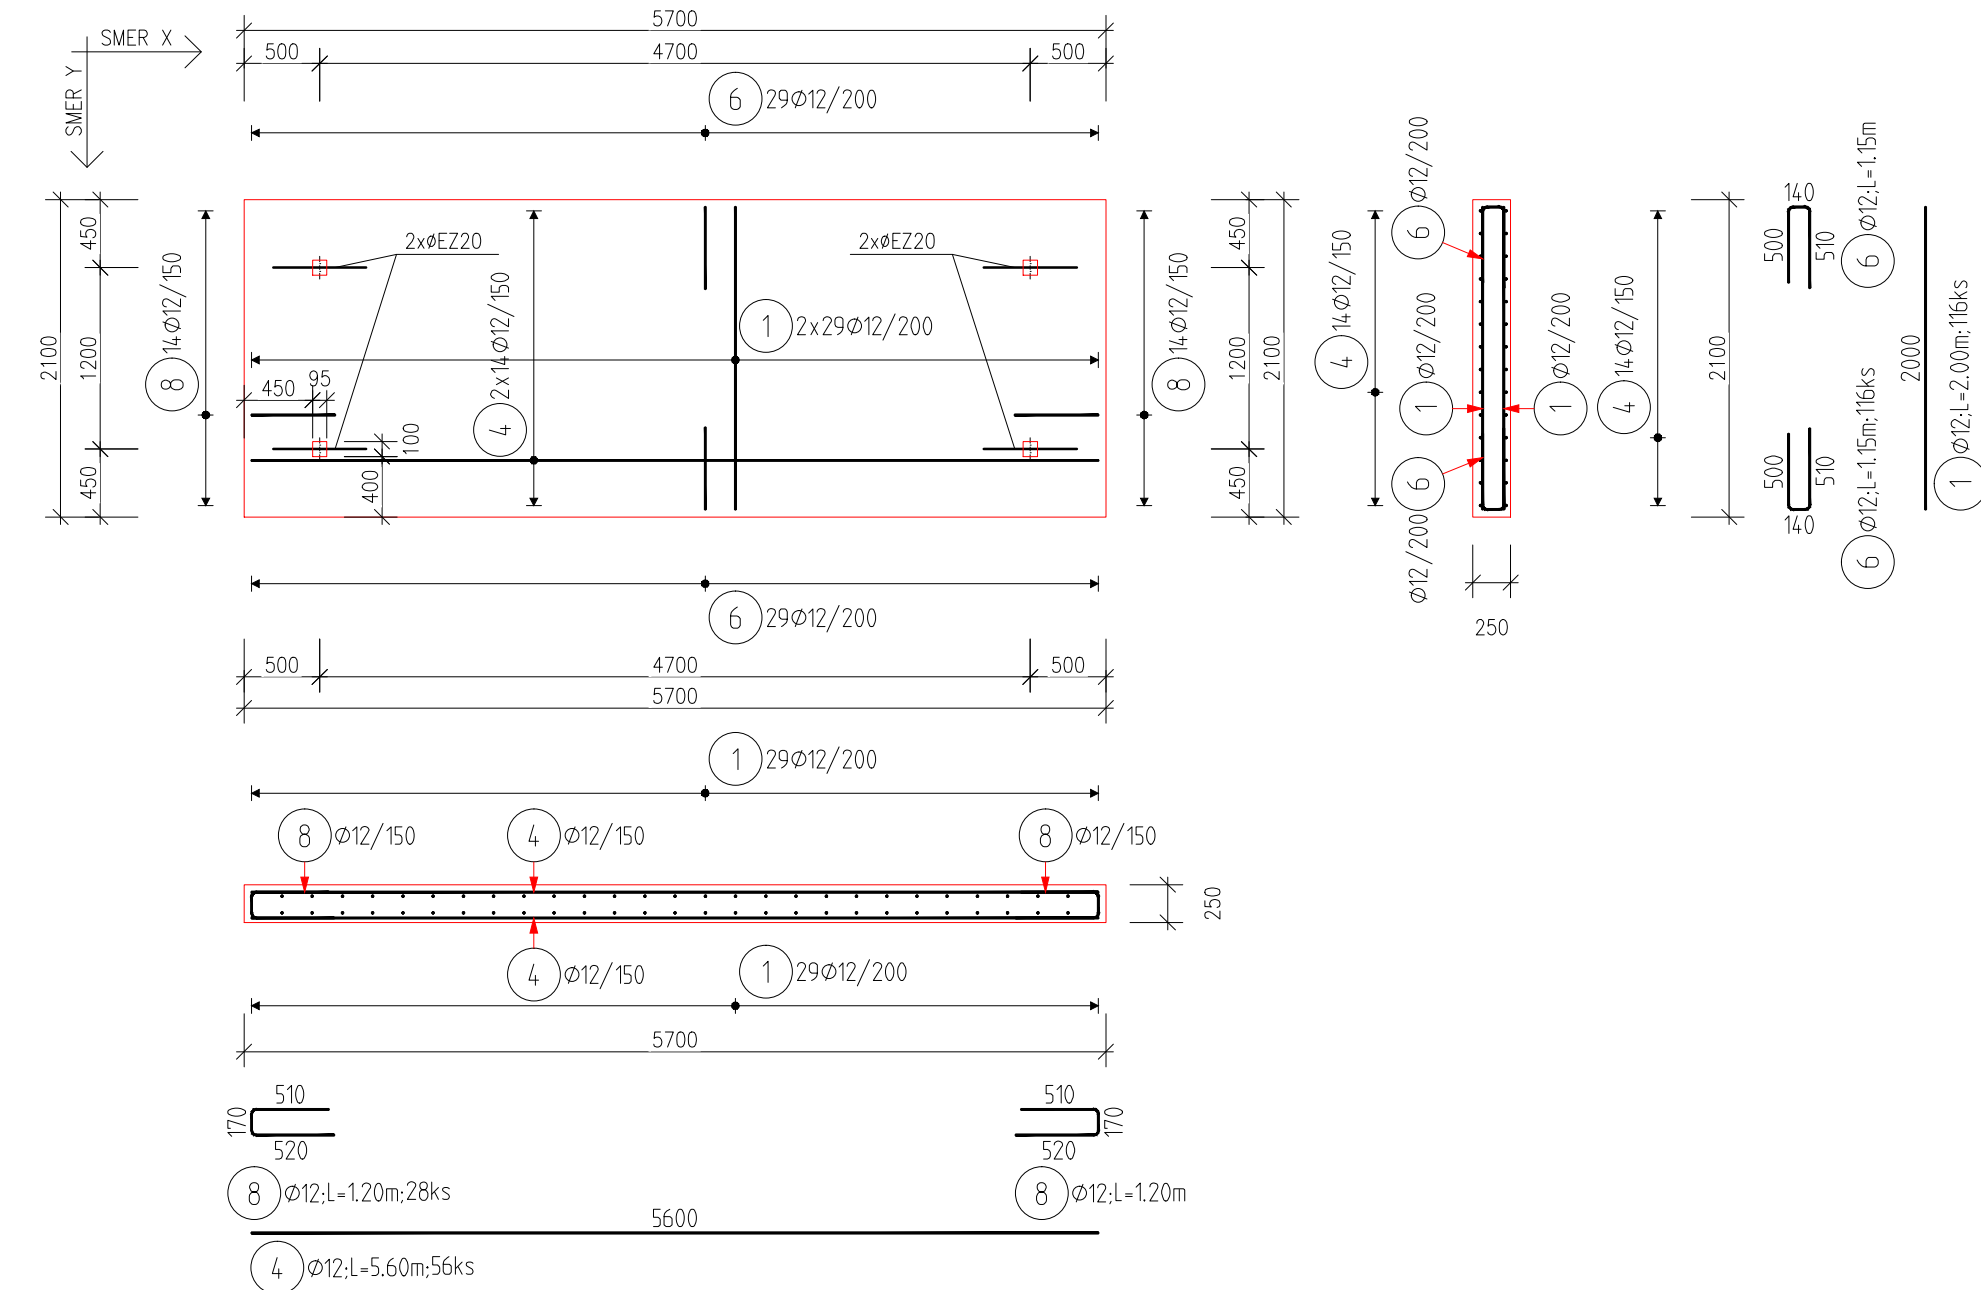 5700
SMER X
500
4700
500
SMER Y
6 29Ø12/200
2100
450
1200
450
8 14Ø12/150
2xøEZ20
2xøEZ20
4 2x14Ø12/150
1 2x29Ø12/200
450
95
100
400
8 14Ø12/150
450
1200
450
2100
6 29Ø12/200
500
4700
500
5700
4 14Ø12/150
6 Ø12/200
1 Ø12/200
1 Ø12/200
6 Ø12/200
4 14Ø12/150
250
2100
140
500
510
6 Ø12;L=1.15m
500
510
140
6 Ø12;L=1.15m;116ks
2000
1 Ø12;L=2.00m;116ks
1 29Ø12/200
8 Ø12/150
4 Ø12/150
8 Ø12/150
250
4 Ø12/150
1 29Ø12/200
5700
510
170
520
8 Ø12;L=1.20m;28ks
510
170
520
8 Ø12;L=1.20m
5600
4 Ø12;L=5.60m;56ks